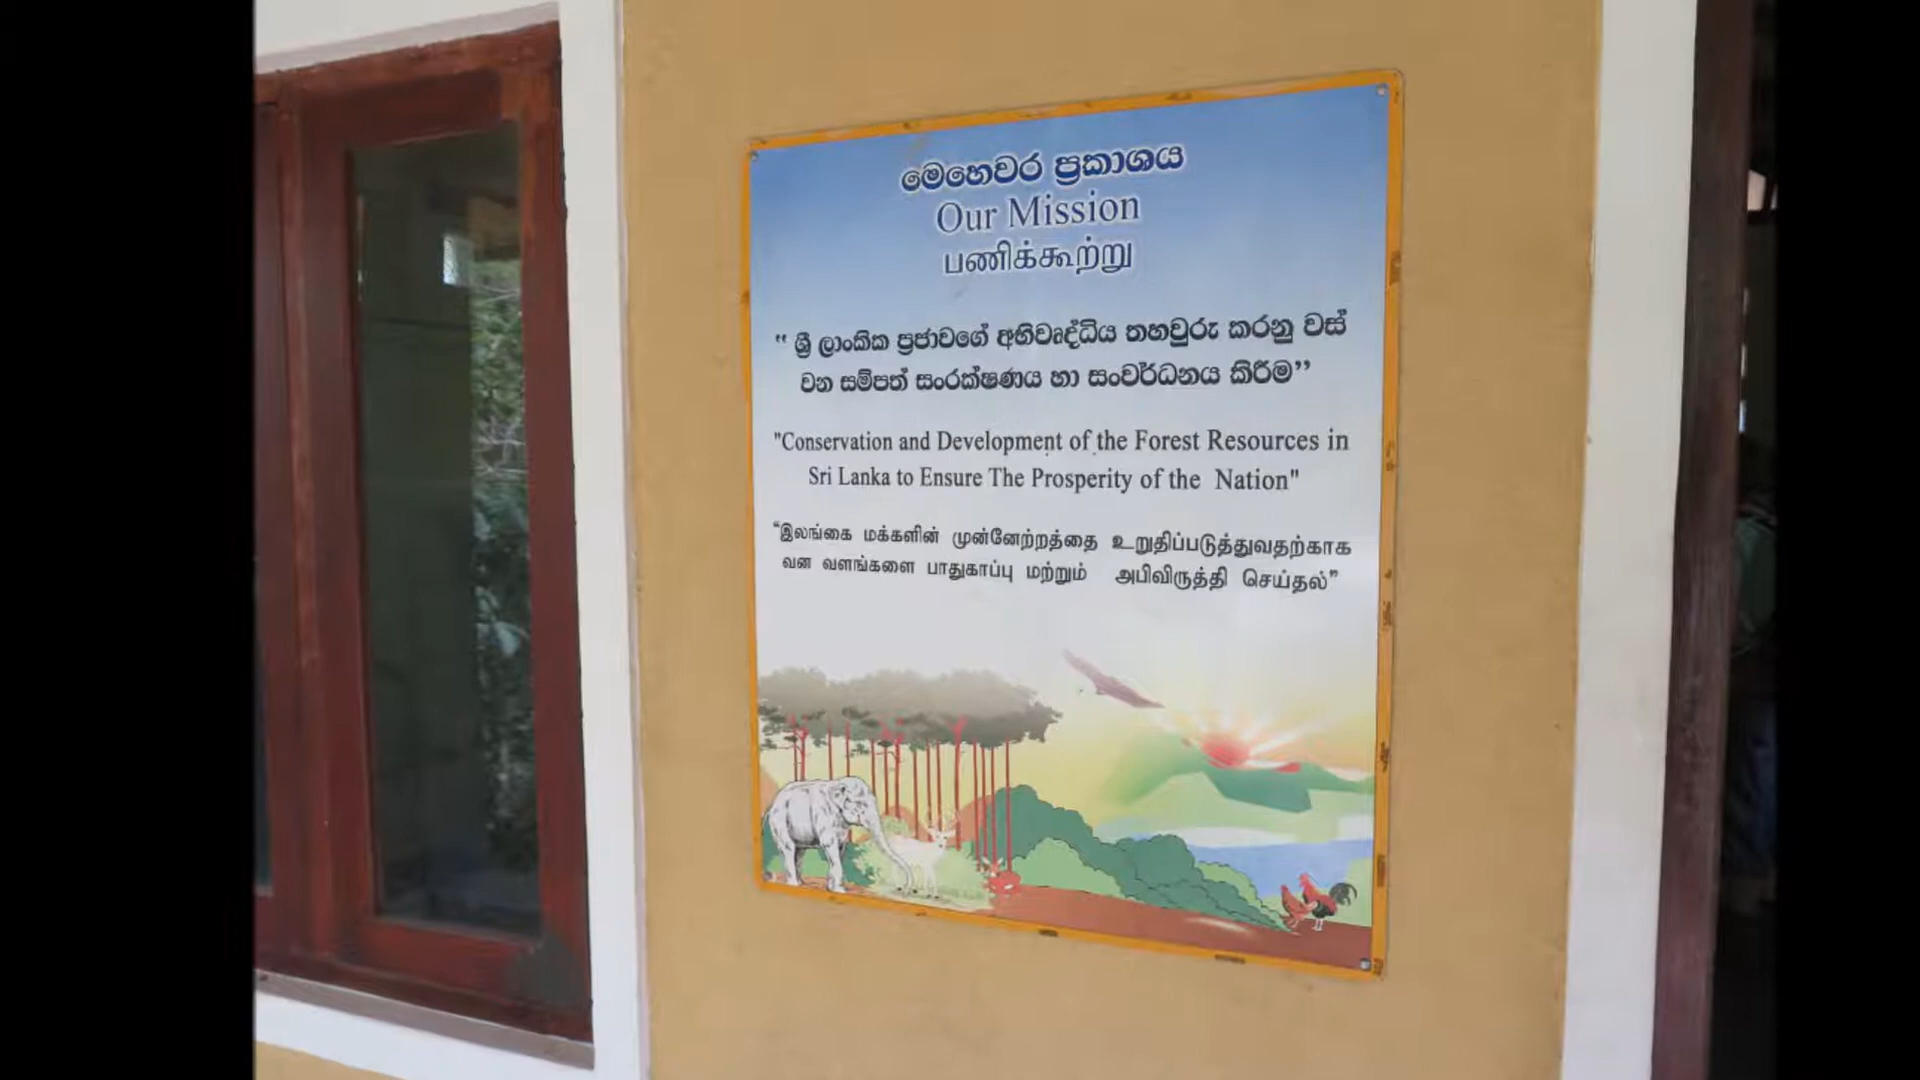 මෙහෙවර ප්‍රකාශය
Our Mission
பணிக்கூற்று
“ ශ්‍රී ලාංකික ප්‍රජාවගේ අභිවෘද්ධිය තහවුරු කරනු වස්
වන සම්පත් සංරක්ෂණය හා සංවර්ධනය කිරීම”
"Conservation and Development of the Forest Resources in
Sri Lanka to Ensure The Prosperity of the Nation"
“இலங்கை மக்களின் முன்னேற்றத்தை உறுதிப்படுத்துவதற்காக
வன வளங்களை பாதுகாப்பு மற்றும் அபிவிருத்தி செய்தல்”